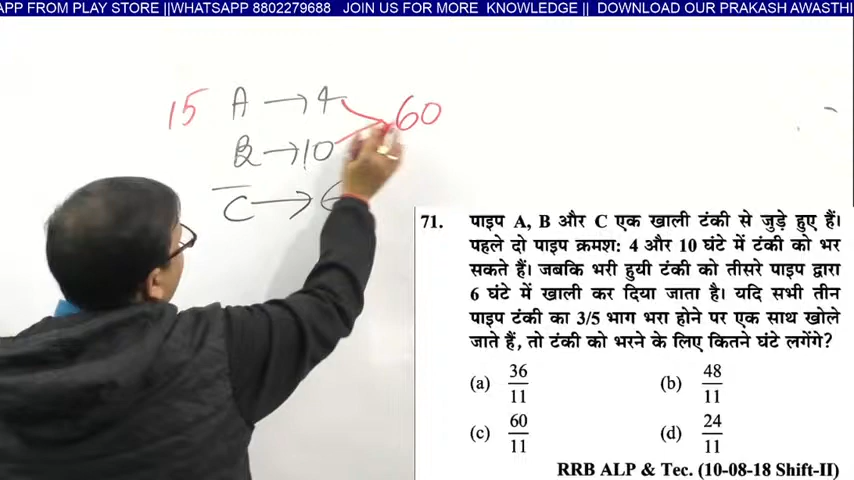 APP FROM PLAY STORE ||WHATSAPP 8802279688 JOIN US FOR MORE KNOWLEDGE || DOWNLOAD OUR PRAKASH AWASTHI
15 A → 4 60
B → 10
C → 6
71. पाइप A, B और C एक खाली टंकी से जुड़े हुए हैं।
पहले दो पाइप क्रमश: 4 और 10 घंटे में टंकी को भर
सकते हैं। जबकि भरी हुयी टंकी को तीसरे पाइप द्वारा
6 घंटे में खाली कर दिया जाता है। यदि सभी तीन
पाइप टंकी का 3/5 भाग भरा होने पर एक साथ खोले
जाते हैं, तो टंकी को भरने के लिए कितने घंटे लगेंगे?
(a) 36/11 (b) 48/11
(c) 60/11 (d) 24/11
RRB ALP & Tec. (10-08-18 Shift-II)